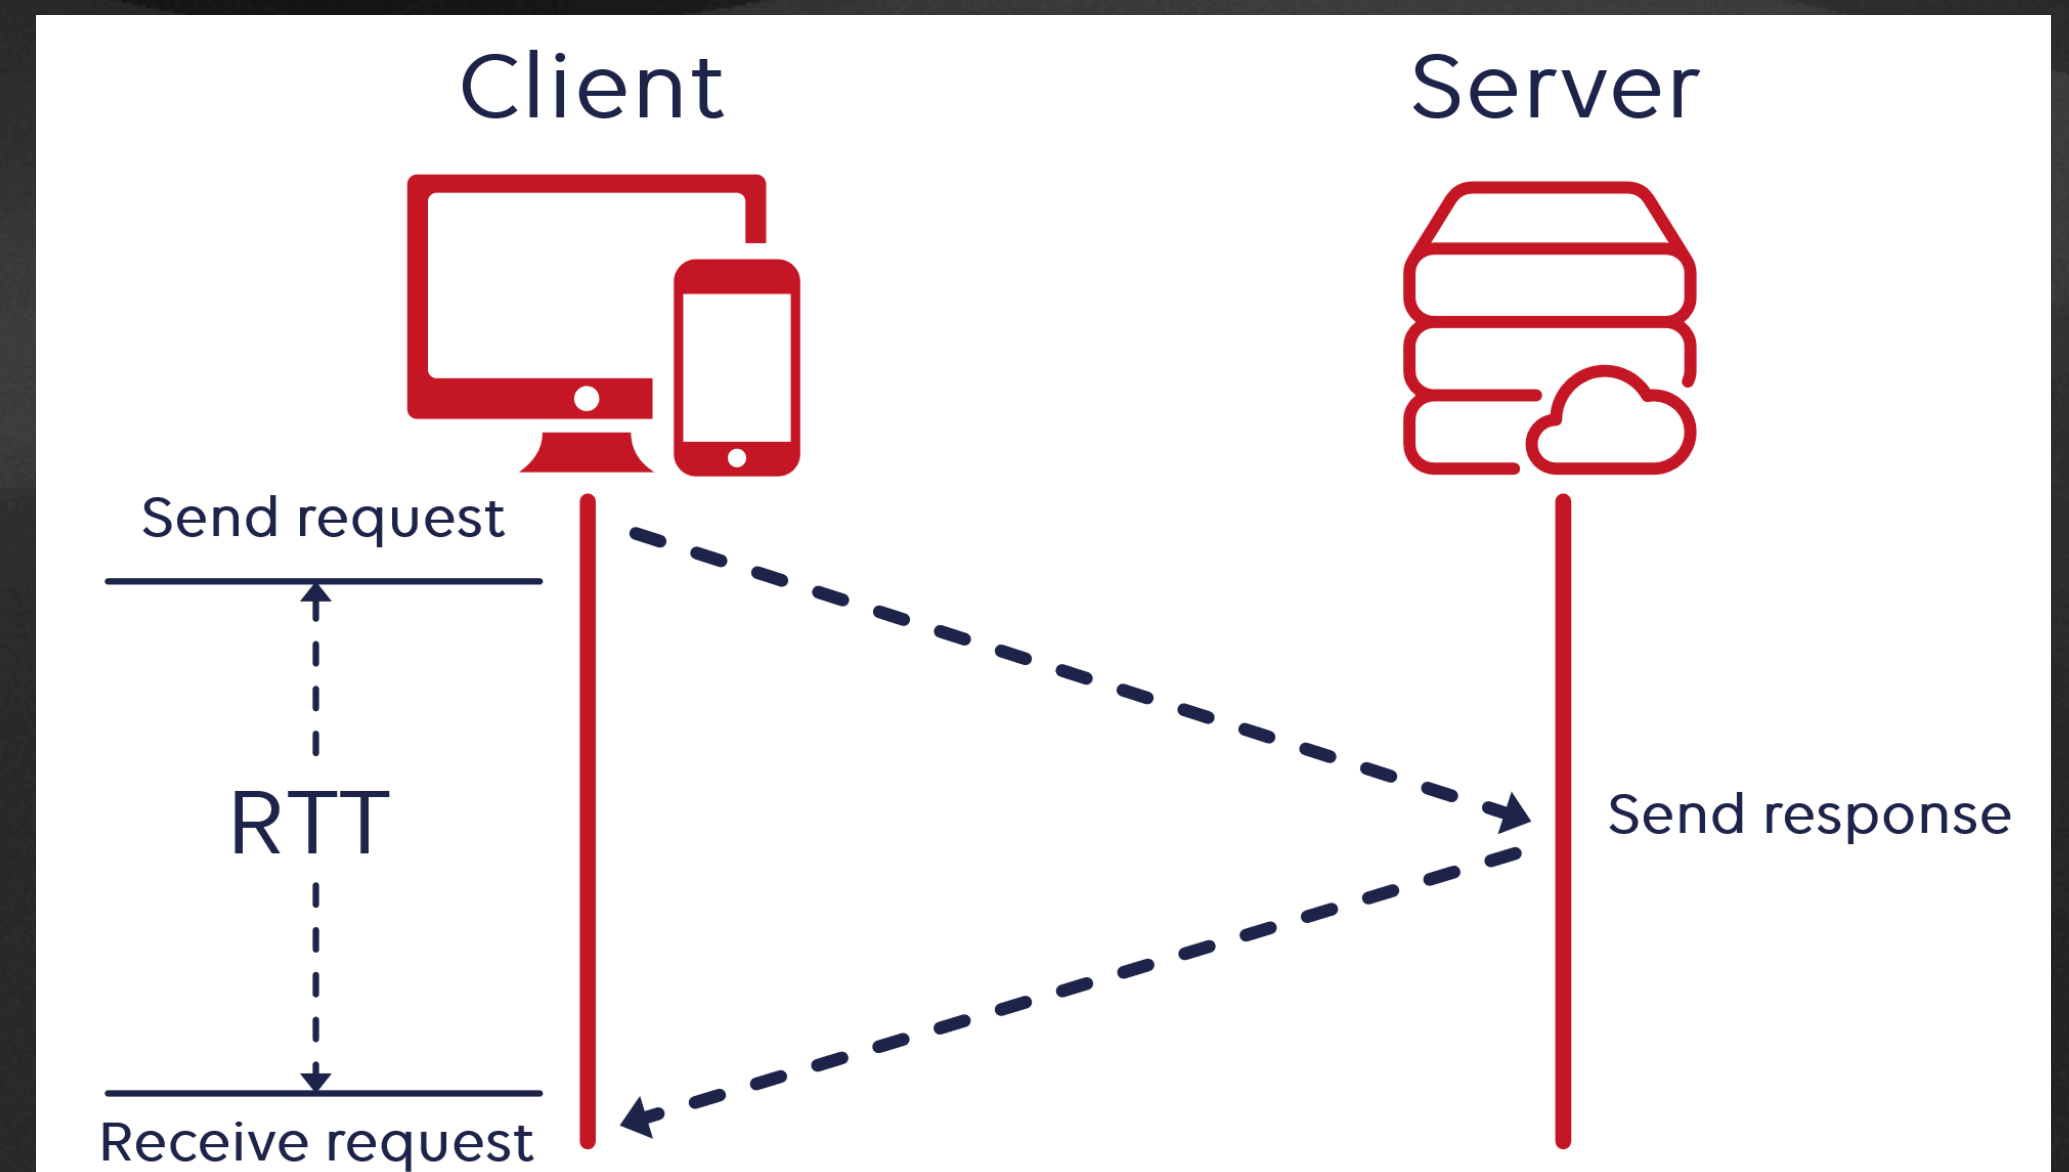 Client
Server
Send request
RTT
Send response
Receive request